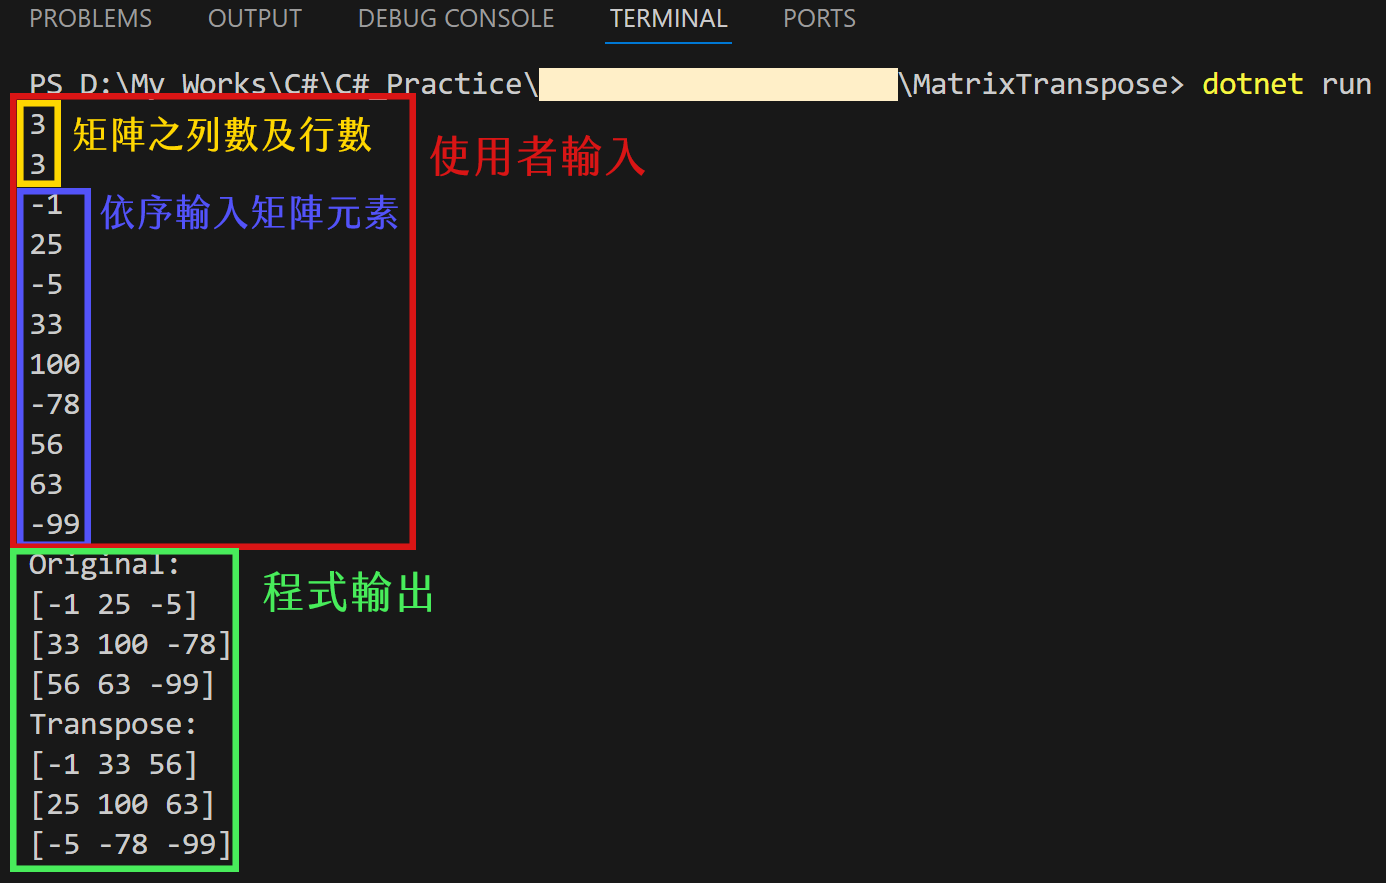 PROBLEMS OUTPUT DEBUG CONSOLE TERMINAL PORTS
PS D:\My Works\C#\C#_Practice\ \MatrixTranspose> dotnet run
3 矩陣之列數及行數
3
使用者輸入
-1 依序輸入矩陣元素
25
-5
33
100
-78
56
63
-99
Original:
[-1 25 -5] 程式輸出
[33 100 -78]
[56 63 -99]
Transpose:
[-1 33 56]
[25 100 63]
[-5 -78 -99]